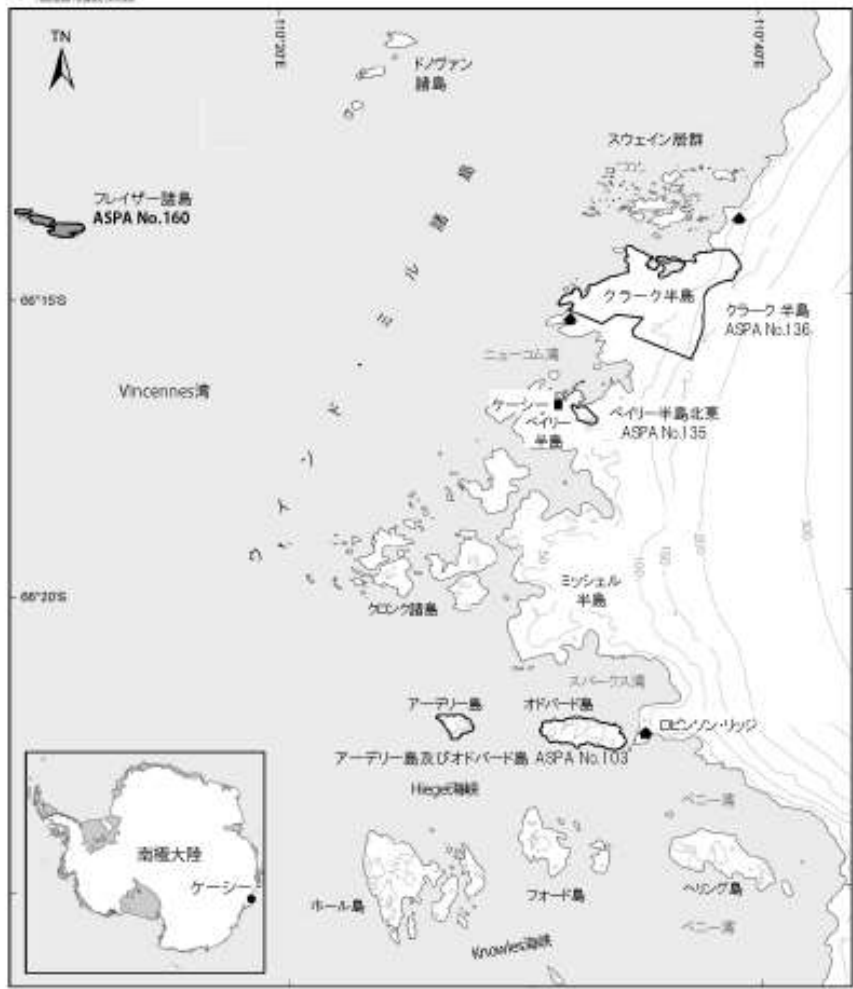 TN
110°20'E
110°40'E
ドノヴァン
諸島
スウェイン層群
フレイザー諸島
ASPA No.160
ウィンドミル諸島
66°15'S
クラーク半島
クラーク 半島
ASPA No.136
ニューコム湾
Vincennes湾
ケーシー
ベイリー
半島
ベイリー半島北東
ASPA No.135
50
100
150
200
300
66°20'S
クロンク諸島
ミッシェル
半島
スパークス湾
アーデリー島
オドバード島
ロビンソン・リッジ
アーデリー島及びオドバード島 ASPA No.103
海峡
ペニー湾
南極大陸
ケーシー
ホール島
フォード島
ヘリング島
ペニー湾
Knowles海峡